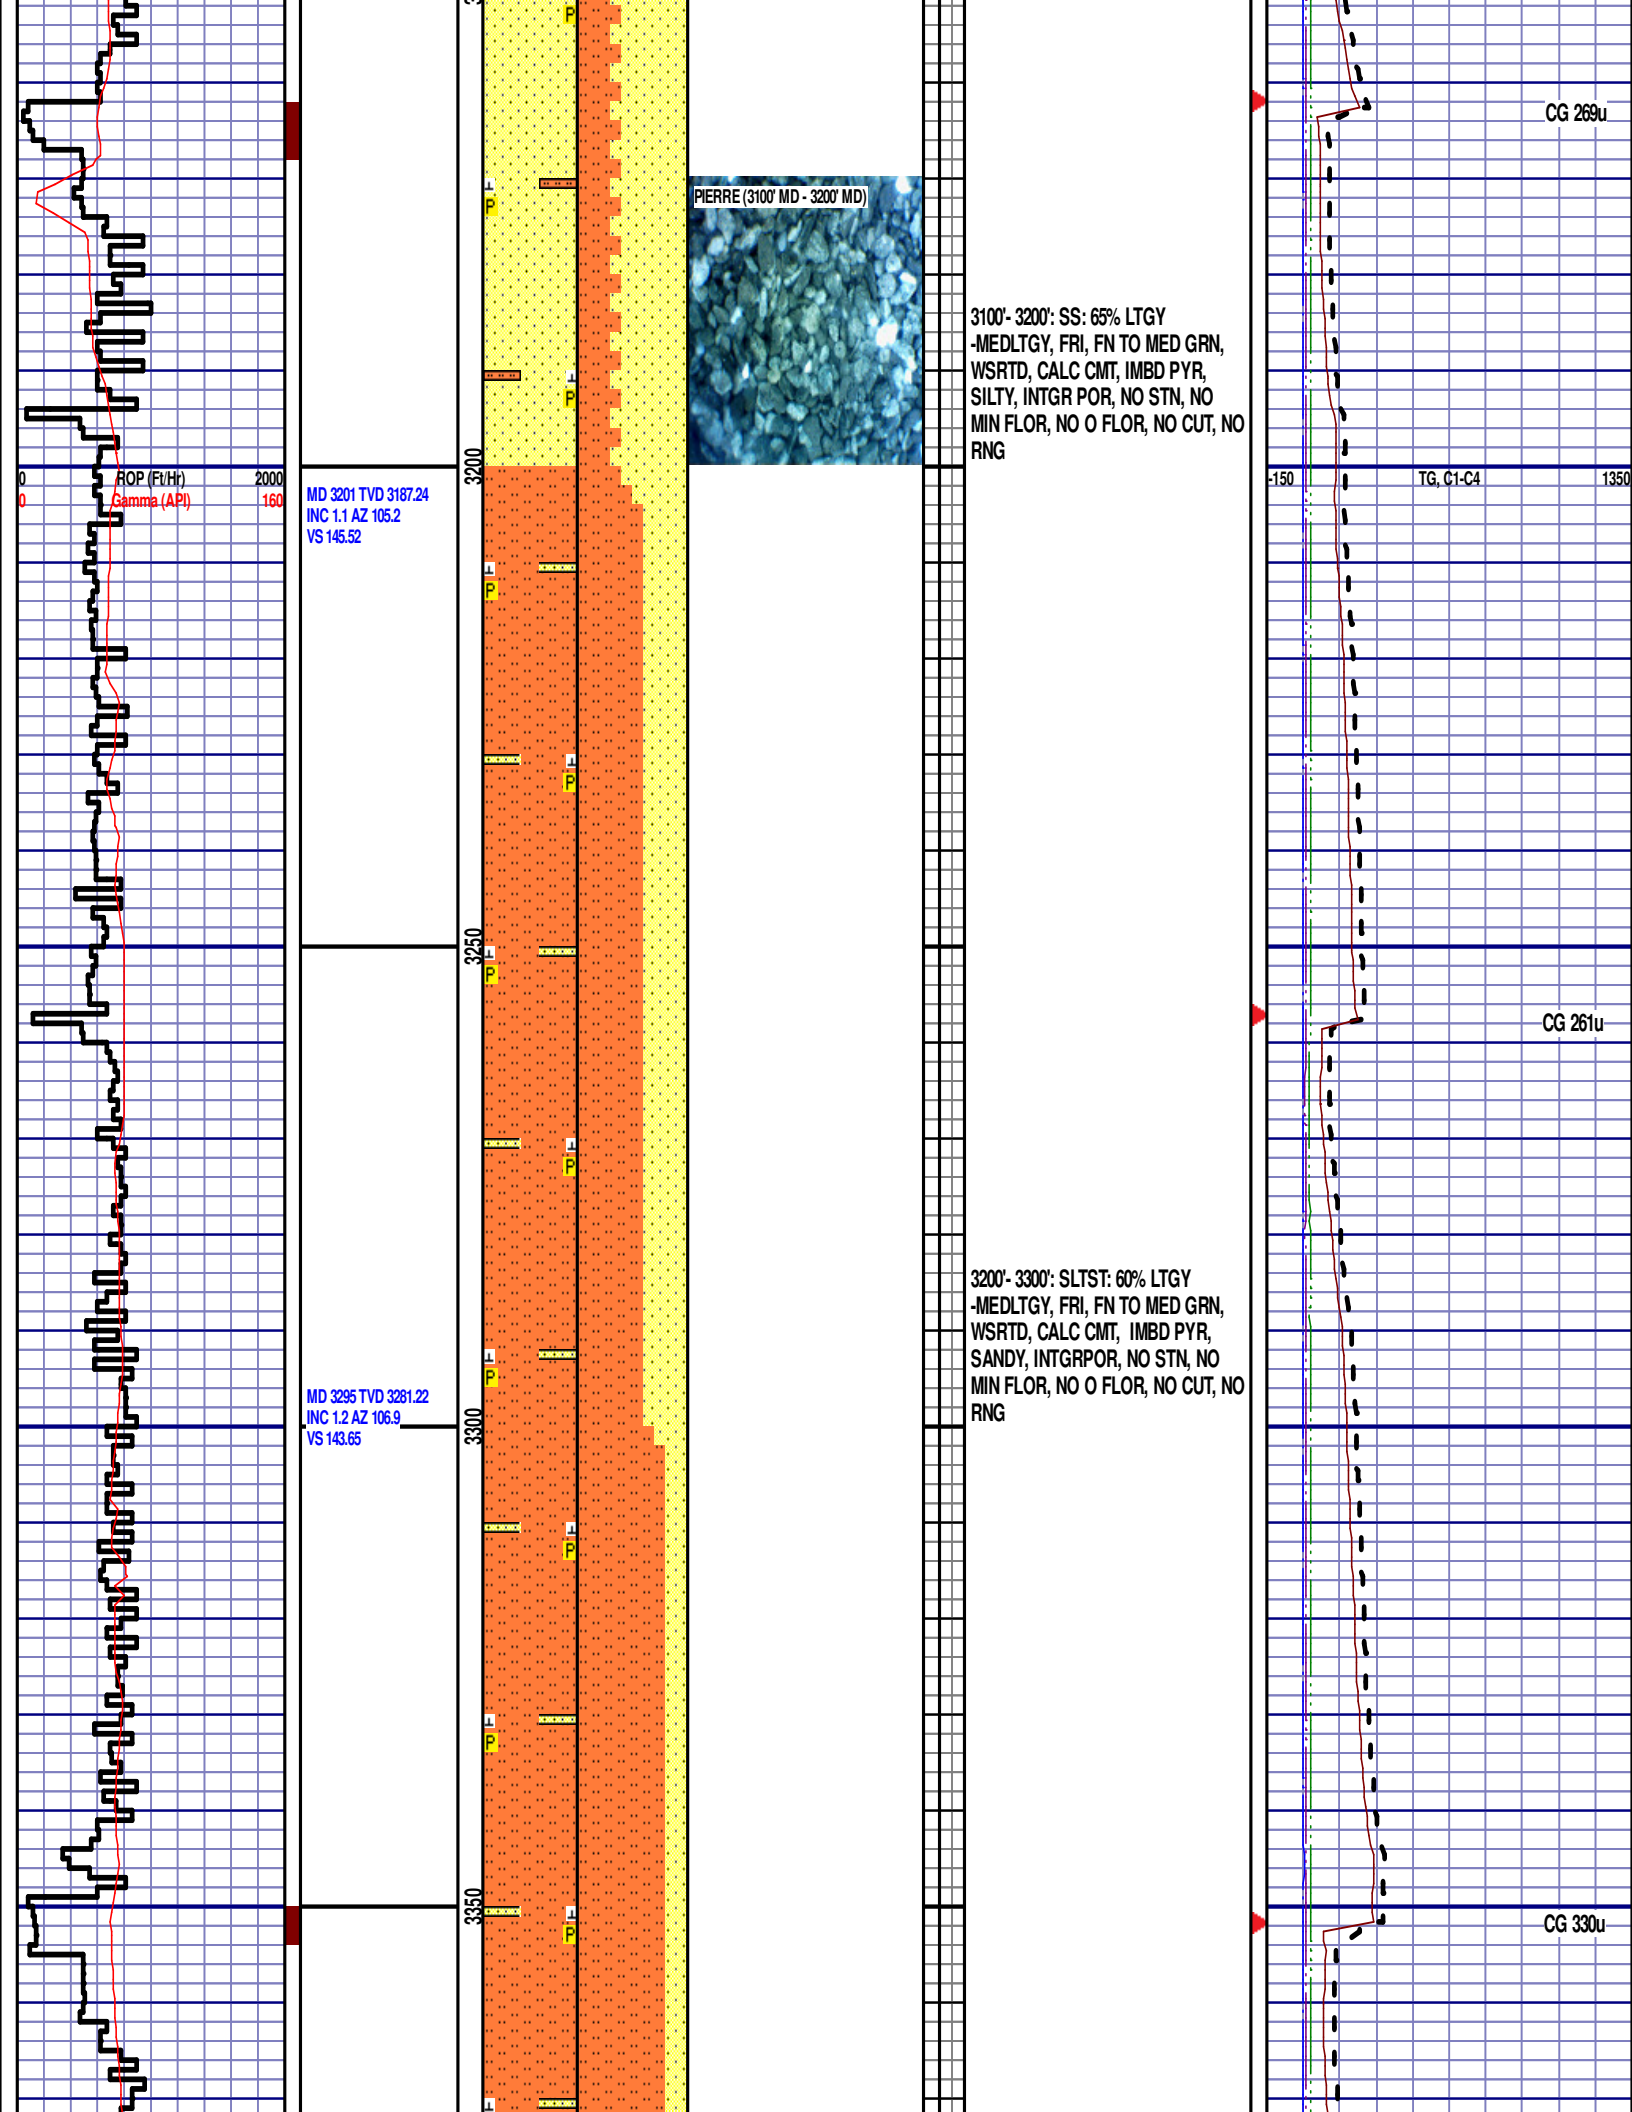 P
CG 269u
P
PIERRE (3100' MD - 3200' MD)
3100'- 3200': SS: 65% LTGY
-MEDLTGY, FRI, FN TO MED GRN,
WSRTD, CALC CMT, IMBD PYR,
SILTY, INTGR POR, NO STN, NO
MIN FLOR, NO O FLOR, NO CUT, NO
RNG
P
3200
0 ROP (Ft/Hr) 2000
0 Gamma (API) 160
-150 TG, C1-C4 1350
MD 3201 TVD 3187.24
INC 1.1 AZ 105.2
VS 145.52
P
P
3250
P
CG 261u
P
3200'- 3300': SLTST: 60% LTGY
-MEDLTGY, FRI, FN TO MED GRN,
WSRTD, CALC CMT, IMBD PYR,
SANDY, INTGRPOR, NO STN, NO
MIN FLOR, NO O FLOR, NO CUT, NO
RNG
P
MD 3295 TVD 3281.22
INC 1.2 AZ 106.9
VS 143.65
3300
P
P
3350
P
CG 330u